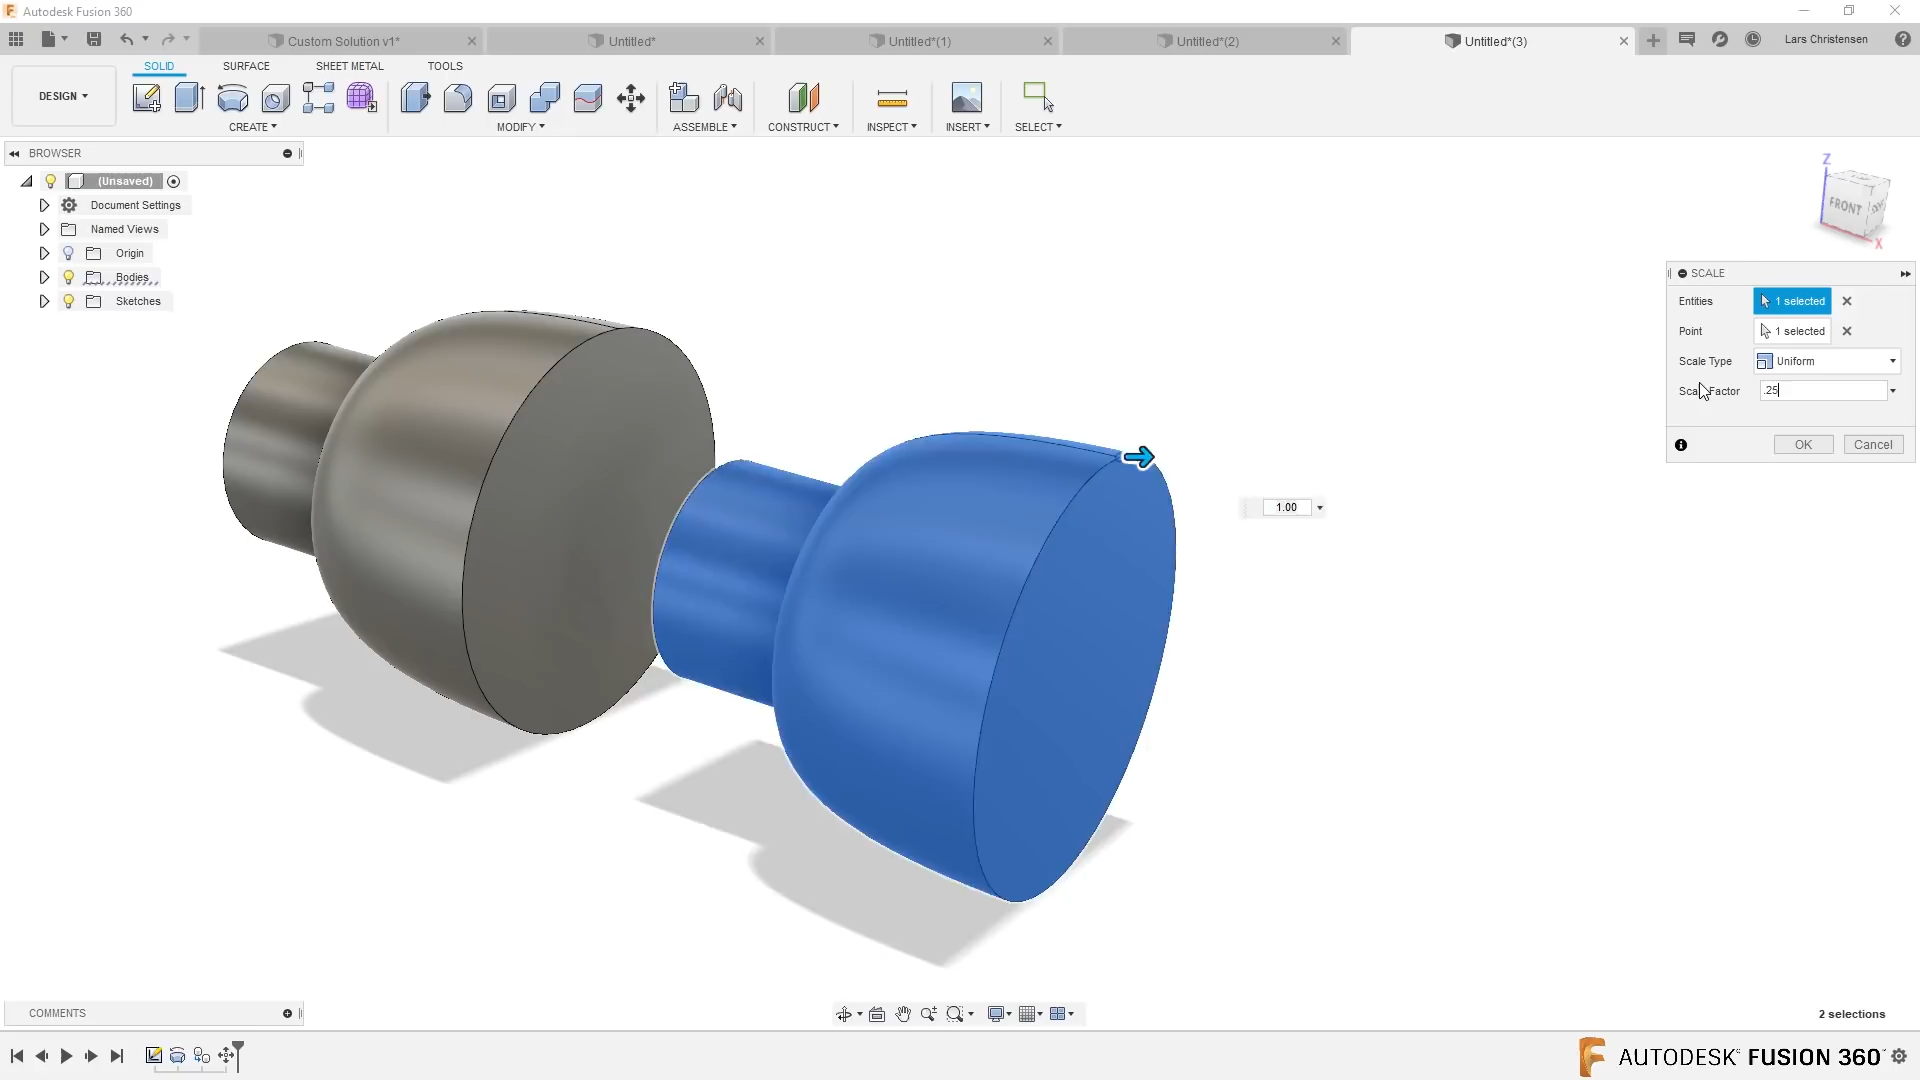 Autodesk Fusion 360
Custom Solution v1*
Untitled*
Untitled*(1)
Untitled*(2)
Untitled*(3)
Lars Christensen
SOLID
SURFACE
SHEET METAL
TOOLS
DESIGN
CREATE
MODIFY
ASSEMBLE
CONSTRUCT
INSPECT
INSERT
SELECT
BROWSER
(Unsaved)
Document Settings
Named Views
Origin
Bodies
Sketches
Z
FRONT
X
SCALE
Entities
1 selected
Point
1 selected
Scale Type
Uniform
Scale Factor
.25
OK
Cancel
1.00
COMMENTS
2 selections
AUTODESK FUSION 360